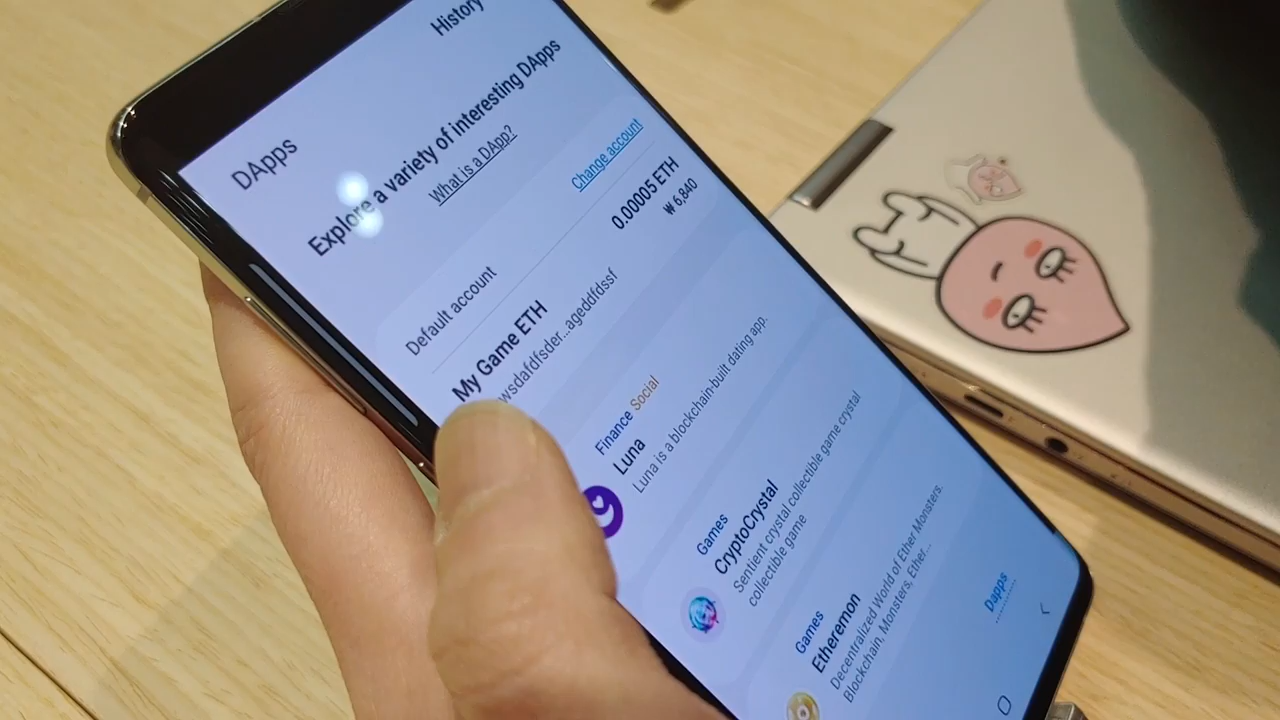 History
DApps
Explore a variety of interesting DApps
What is a DApp?
Default account
Change account
My Game ETH
0.00005 ETH
wsdafdfsder...ageddfdssf
₩ 6,840
Finance Social
Luna
Luna is a blockchain-built dating app.
Games
CryptoCrystal
Sentient crystal collectible game crystal
collectible game
Games
Etheremon
Decentralized World of Ether Monsters.
Blockchain, Monsters, Ether...
Dapps